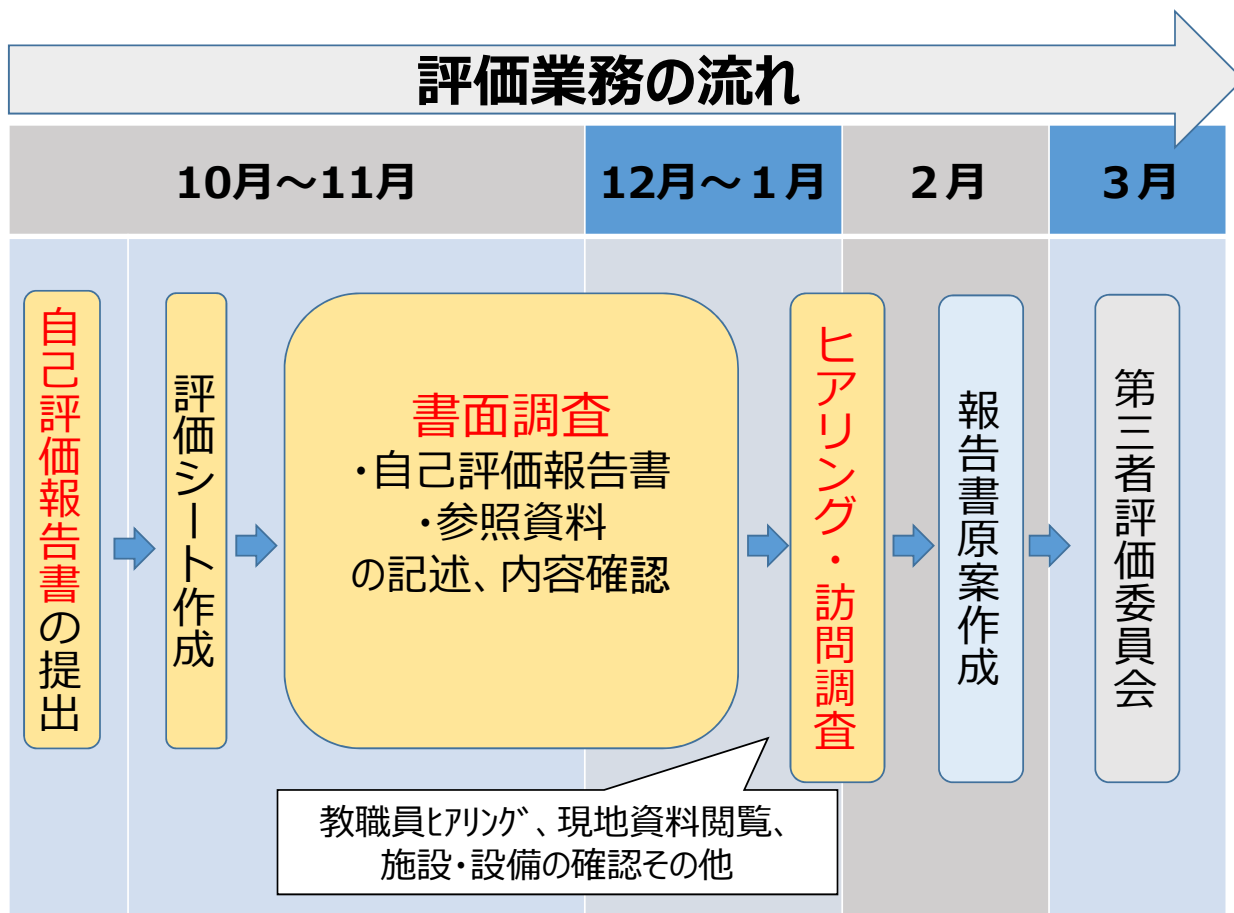 評価業務の流れ
10月～11月
12月～１月
２月
３月
自己評価報告書の提出
評価シート作成
書面調査
・自己評価報告書
・参照資料
の記述、内容確認
ヒアリング・訪問調査
報告書原案作成
第三者評価委員会
教職員ﾋｱﾘﾝｸﾞ、現地資料閲覧、
施設・設備の確認その他